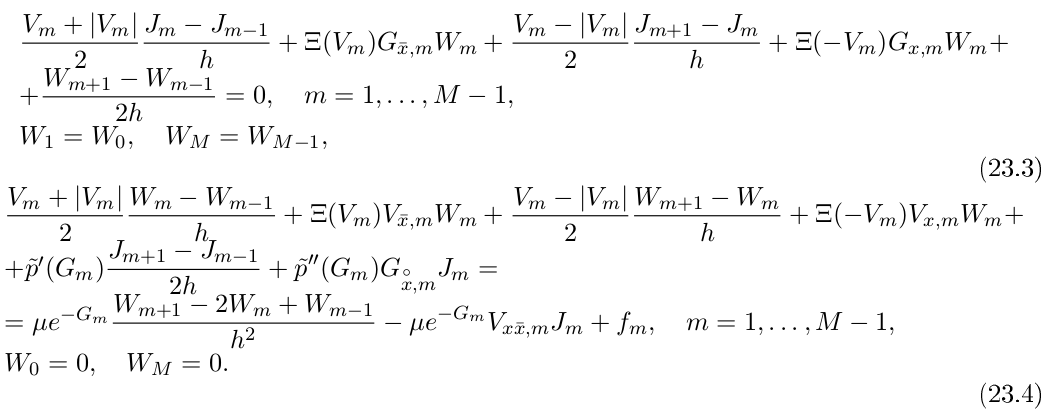 \frac{V_m + |V_m|}{2} \frac{J_m - J_{m-1}}{h} + \Xi(V_m) G_{\bar{x},m} W_m + \frac{V_m - |V_m|}{2} \frac{J_{m+1} - J_m}{h} + \Xi(-V_m) G_{x,m} W_m +
+ \frac{W_{m+1} - W_{m-1}}{2h} = 0, \quad m = 1, \ldots, M - 1,
W_1 = W_0, \quad W_M = W_{M-1},
(23.3)
\frac{V_m + |V_m|}{2} \frac{W_m - W_{m-1}}{h} + \Xi(V_m) V_{\bar{x},m} W_m + \frac{V_m - |V_m|}{2} \frac{W_{m+1} - W_m}{h} + \Xi(-V_m) V_{x,m} W_m +
+ \tilde{p}'(G_m) \frac{J_{m+1} - J_{m-1}}{2h} + \tilde{p}''(G_m) G_{\overset{\circ}{x},m} J_m =
= \mu e^{-G_m} \frac{W_{m+1} - 2W_m + W_{m-1}}{h^2} - \mu e^{-G_m} V_{x\bar{x},m} J_m + f_m, \quad m = 1, \ldots, M - 1,
W_0 = 0, \quad W_M = 0.
(23.4)